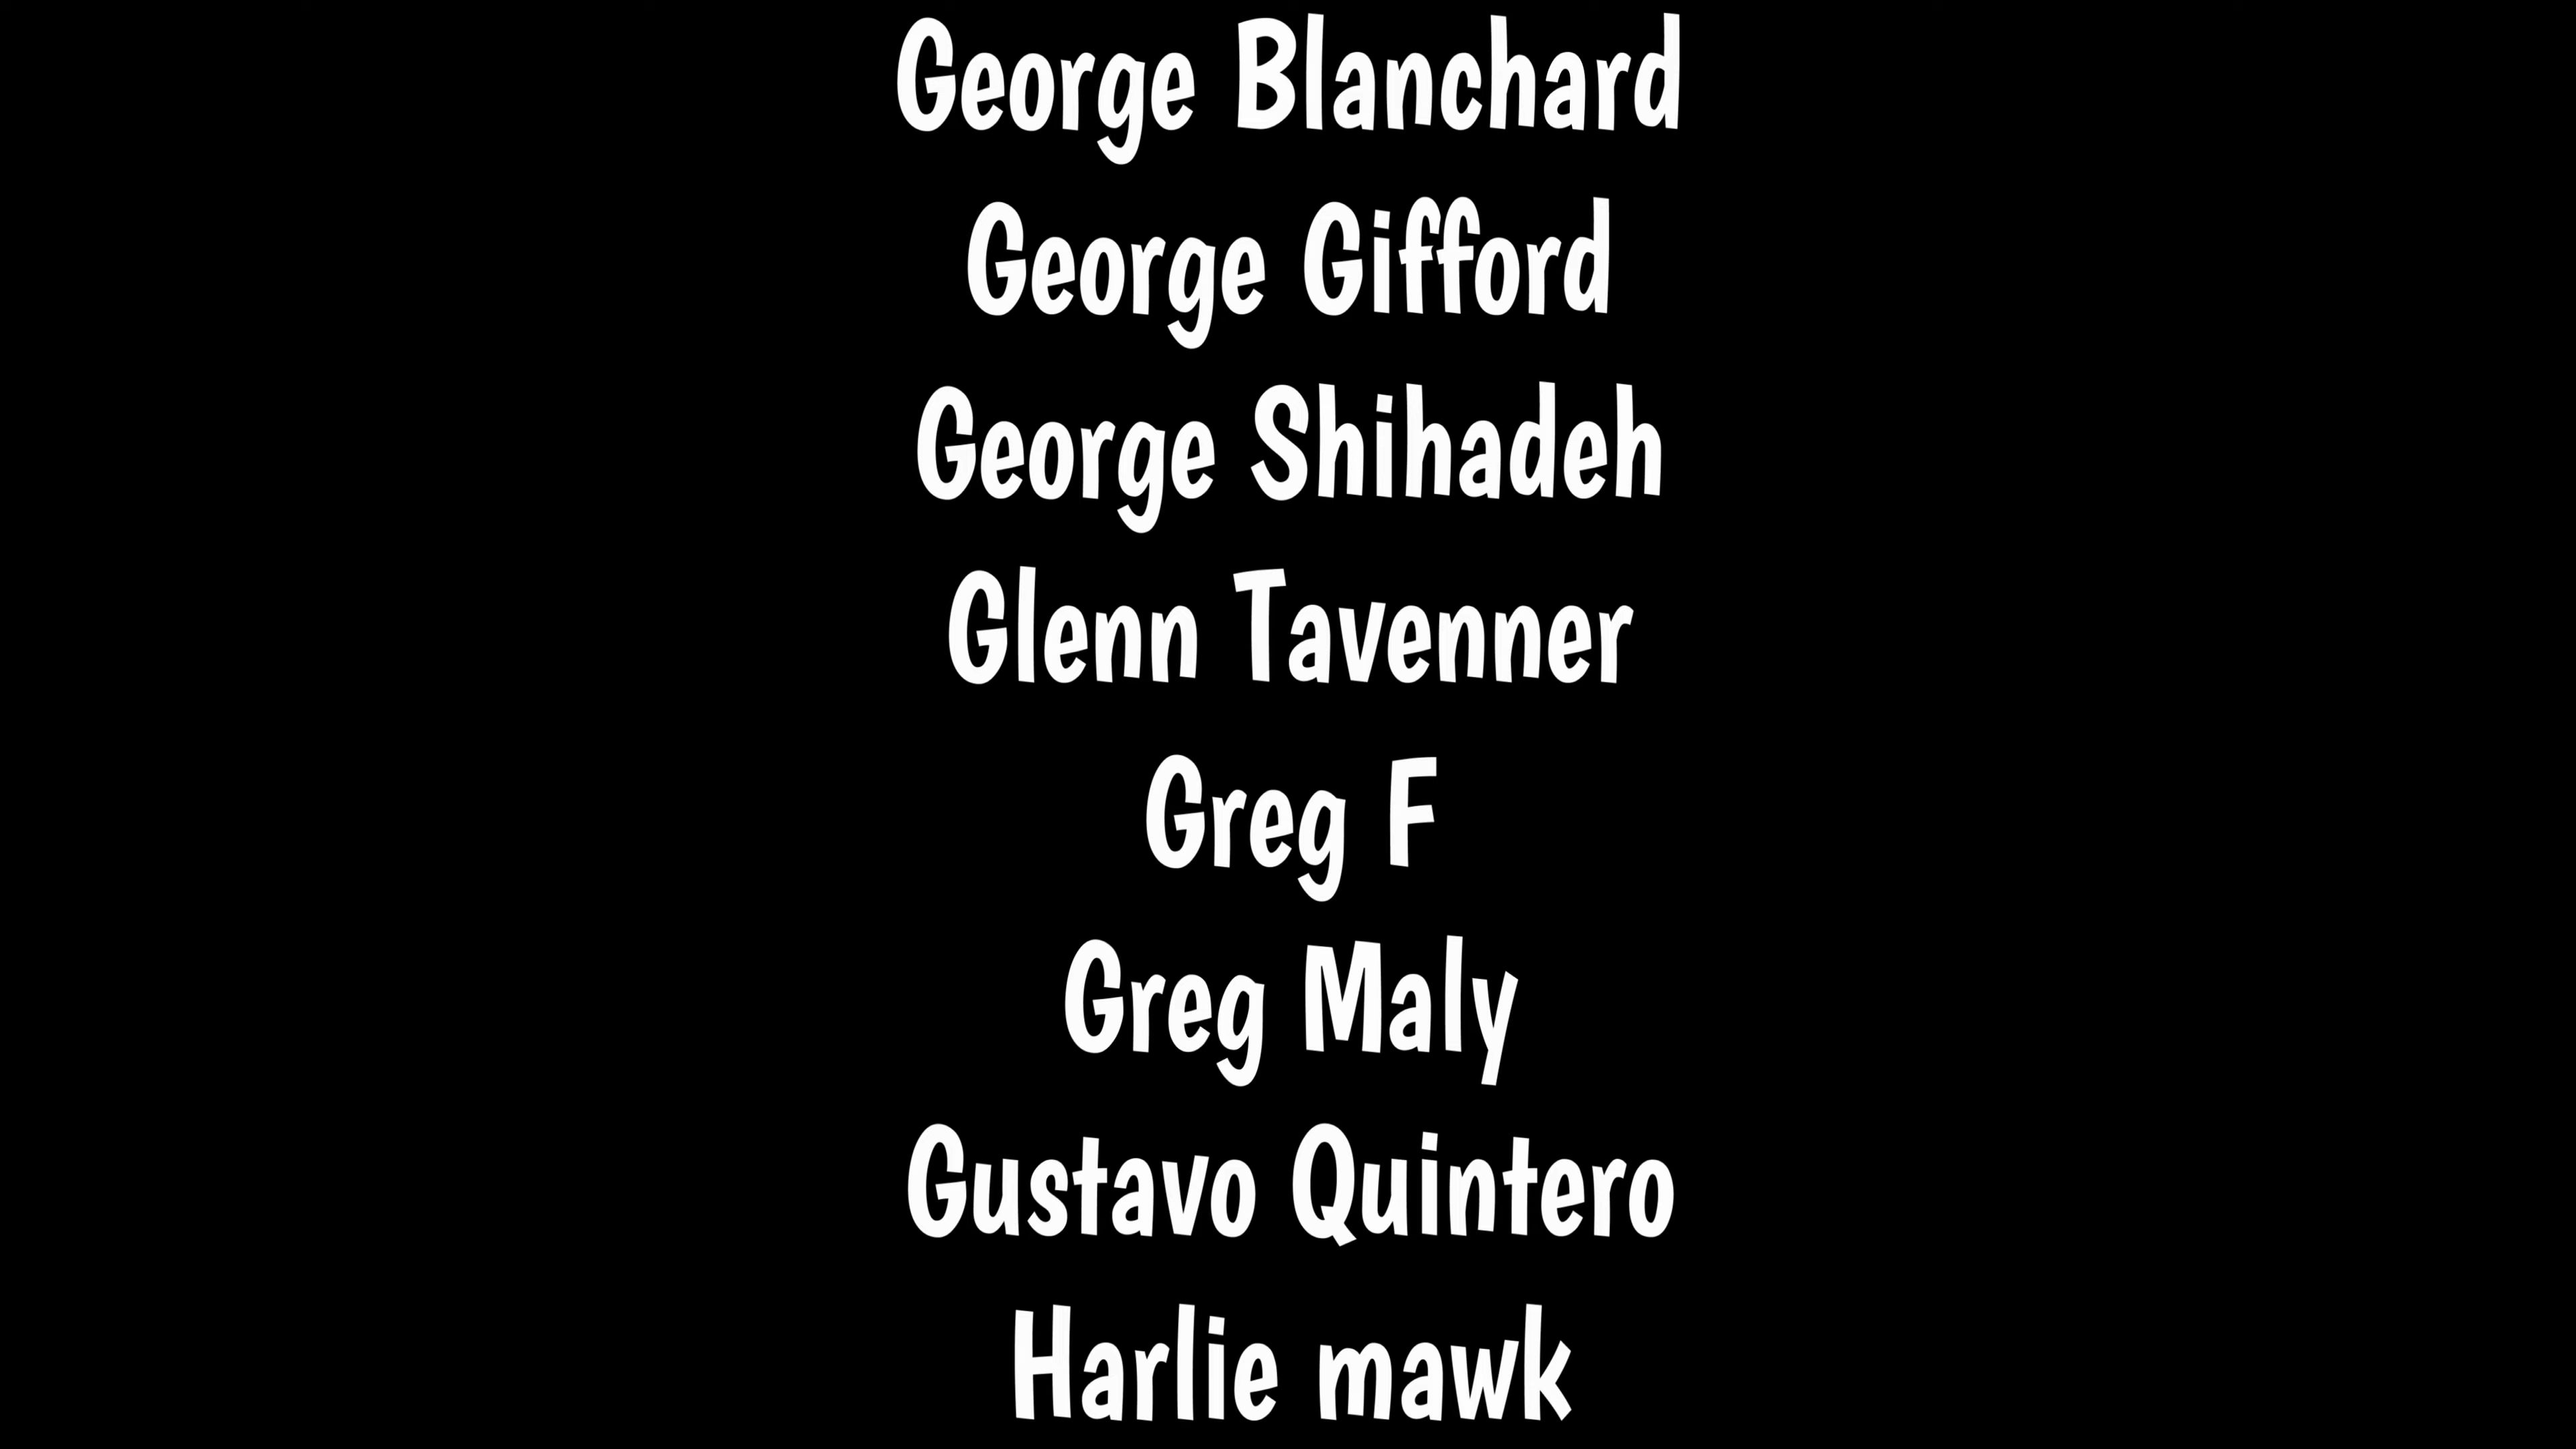 George Blanchard
George Gifford
George Shihadeh
Glenn Tavenner
Greg F
Greg Maly
Gustavo Quintero
Harlie mawk